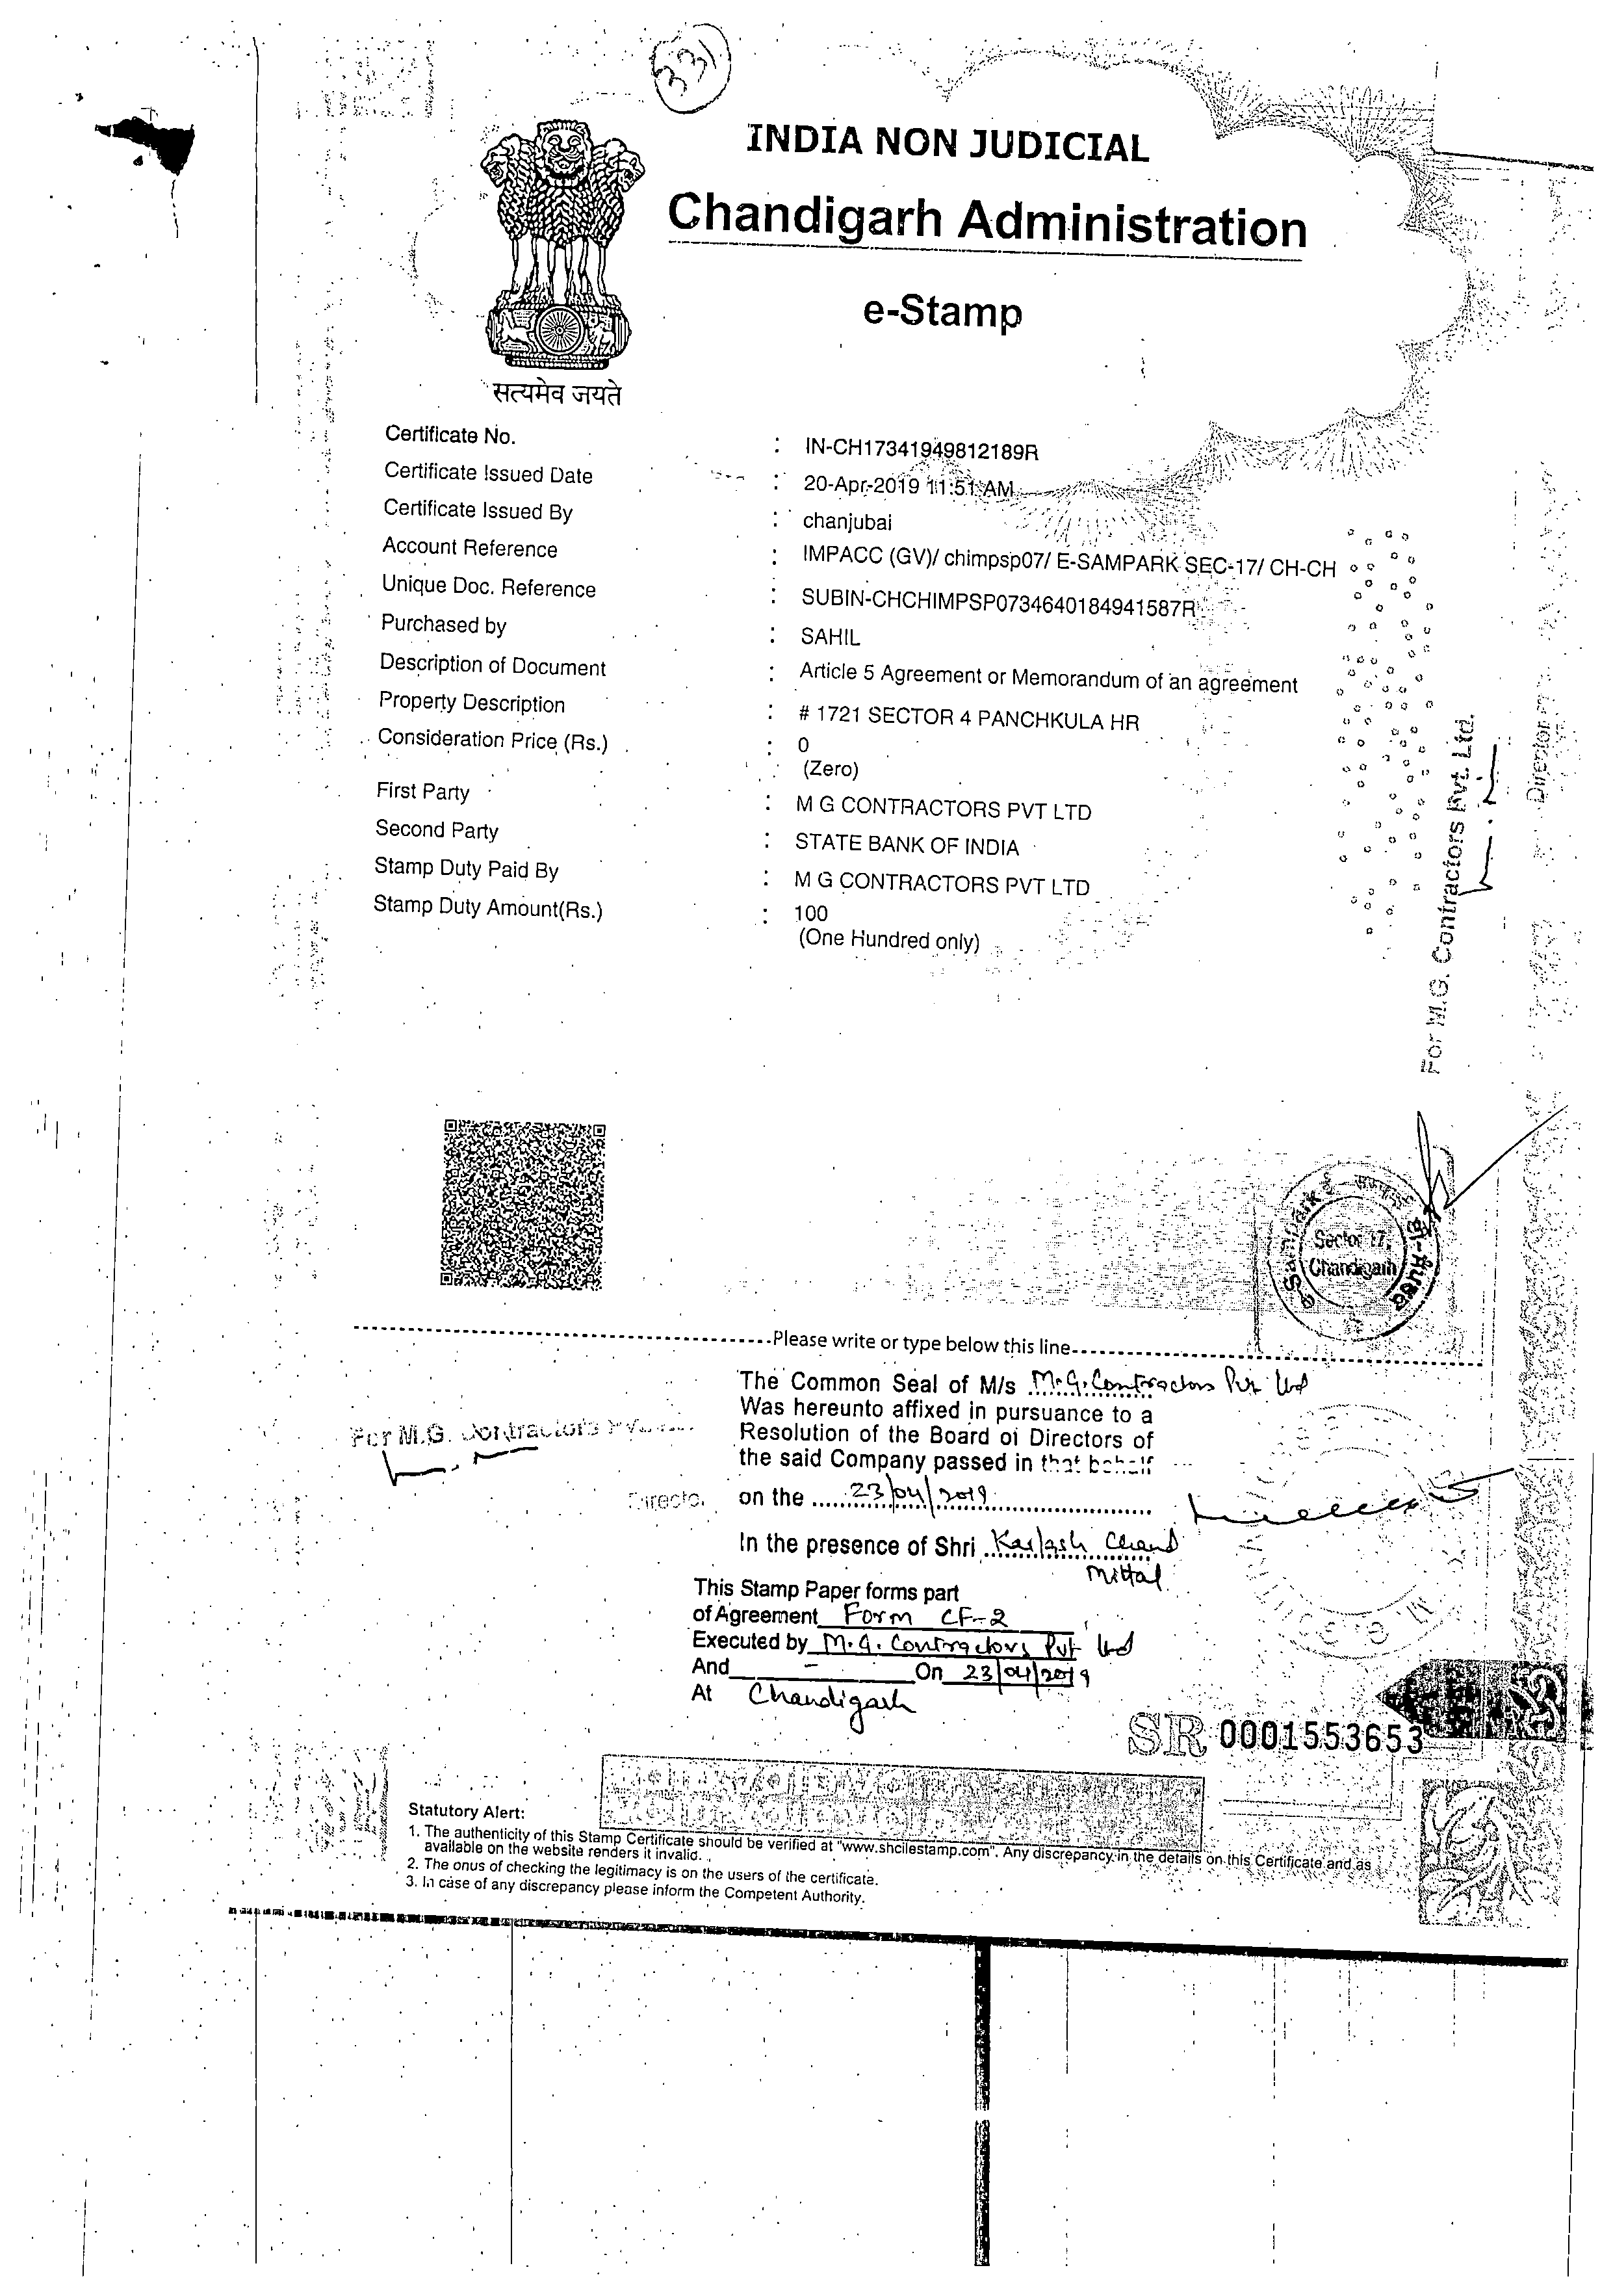 331
INDIA NON JUDICIAL
Chandigarh Administration
e-Stamp
सत्यमेव जयते
Certificate No. : IN-CH17341949812189R
Certificate Issued Date : 20-Apr-2019 11:51 AM
Certificate Issued By : chanjubai
Account Reference : IMPACC (GV)/ chimpsp07/ E-SAMPARK SEC-17/ CH-CH
Unique Doc. Reference : SUBIN-CHCHIMPSP0734640184941587R
Purchased by : SAHIL
Description of Document : Article 5 Agreement or Memorandum of an agreement
Property Description : # 1721 SECTOR 4 PANCHKULA HR
Consideration Price (Rs.) : 0
(Zero)
First Party : M G CONTRACTORS PVT LTD
Second Party : STATE BANK OF INDIA
Stamp Duty Paid By : M G CONTRACTORS PVT LTD
Stamp Duty Amount(Rs.) : 100
(One Hundred only)
For M.G. Contractors Pvt. Ltd.
Director
Sector 17,
Chandigarh
Please write or type below this line
The Common Seal of M/s M.G. Contractors Pvt Ltd
Was hereunto affixed in pursuance to a
Resolution of the Board of Directors of
the said Company passed in that behalf
on the 23/04/2019
In the presence of Shri Kailash Chand
Mittal
For M.G. Contractors
This Stamp Paper forms part
of Agreement Form CF-2
Executed by M.G. Contractors Pvt Ltd
And - On 23/04/2019
At Chandigarh
SR 0001553653
Statutory Alert:
1. The authenticity of this Stamp Certificate should be verified at "www.shcilestamp.com". Any discrepancy in the details on this Certificate and as
available on the website renders it invalid.
2. The onus of checking the legitimacy is on the users of the certificate.
3. In case of any discrepancy please inform the Competent Authority.